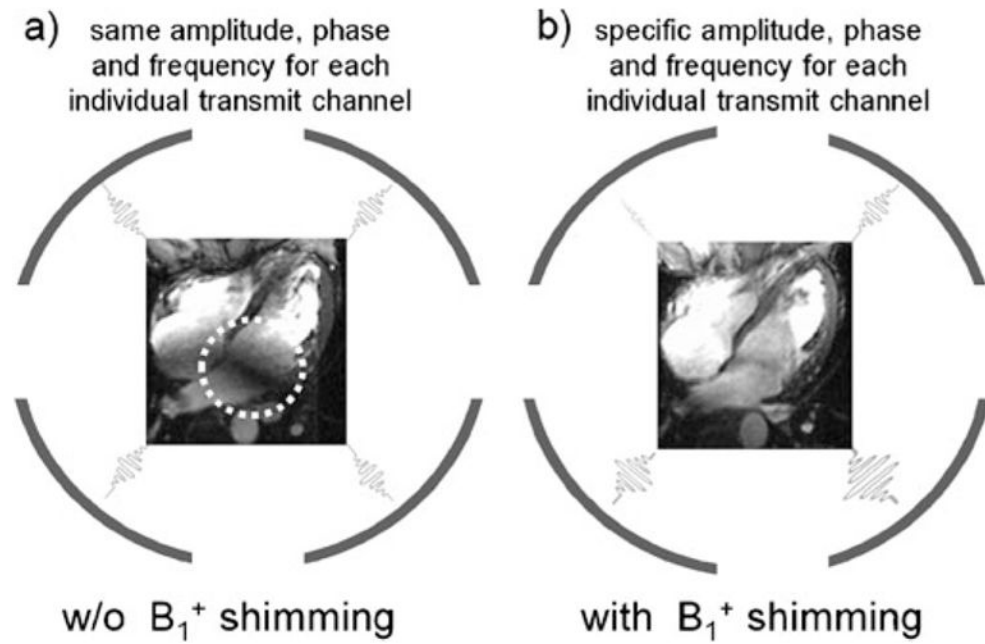 a) same amplitude, phase
and frequency for each
individual transmit channel
b) specific amplitude, phase
and frequency for each
individual transmit channel
w/o B₁⁺ shimming
with B₁⁺ shimming